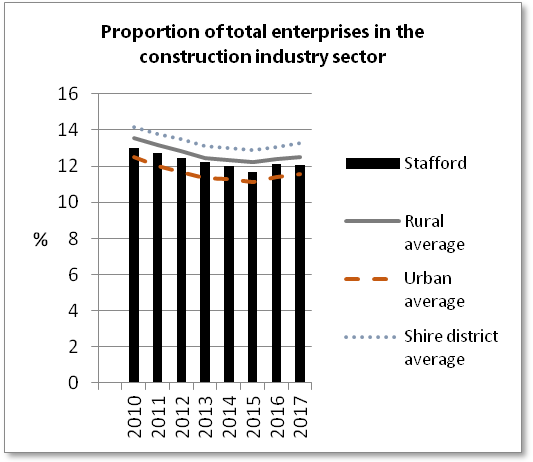 Proportion of total enterprises in the
construction industry sector
16
14
12
10
%
8
6
4
2
0
2010
2011
2012
2013
2014
2015
2016
2017
Stafford
Rural
average
Urban
average
Shire district
average